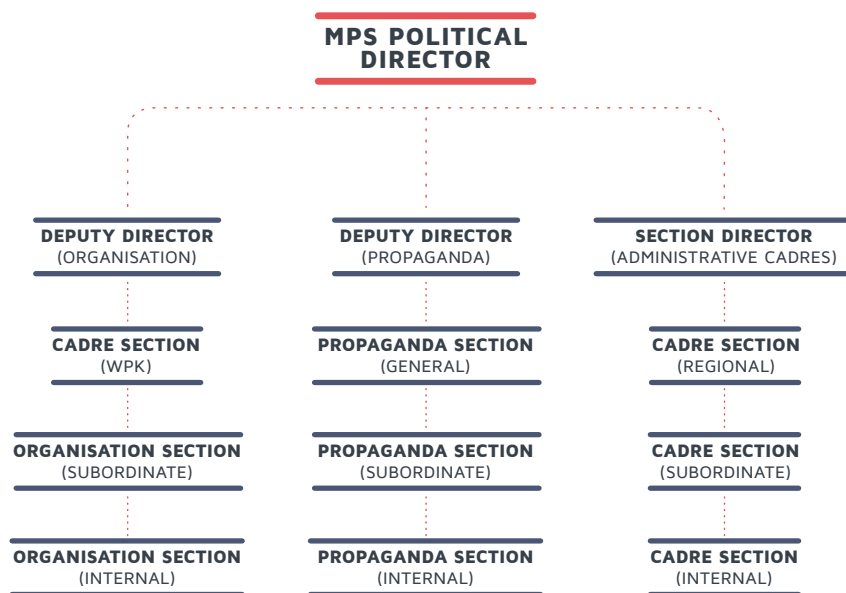 MPS POLITICAL
DIRECTOR
DEPUTY DIRECTOR
(ORGANISATION)
DEPUTY DIRECTOR
(PROPAGANDA)
SECTION DIRECTOR
(ADMINISTRATIVE CADRES)
CADRE SECTION
(WPK)
PROPAGANDA SECTION
(GENERAL)
CADRE SECTION
(REGIONAL)
ORGANISATION SECTION
(SUBORDINATE)
PROPAGANDA SECTION
(SUBORDINATE)
CADRE SECTION
(SUBORDINATE)
ORGANISATION SECTION
(INTERNAL)
PROPAGANDA SECTION
(INTERNAL)
CADRE SECTION
(INTERNAL)